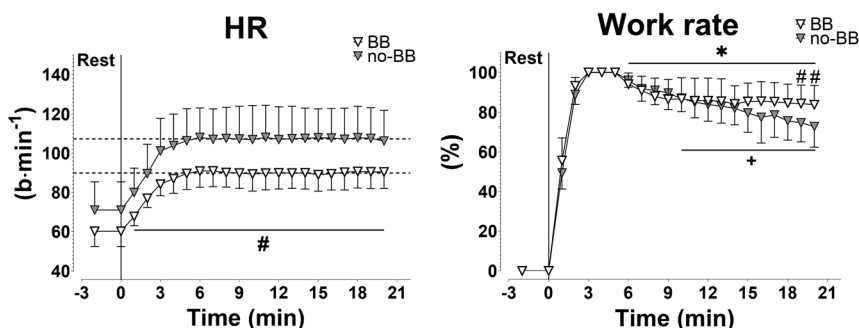 HR
BB
no-BB
Rest
140
120
100
80
60
40
(b·min⁻¹)
#
-3 0 3 6 9 12 15 18 21
Time (min)
Work rate
BB
no-BB
Rest
*
##
100
80
60
40
20
0
(%)
+
-3 0 3 6 9 12 15 18 21
Time (min)